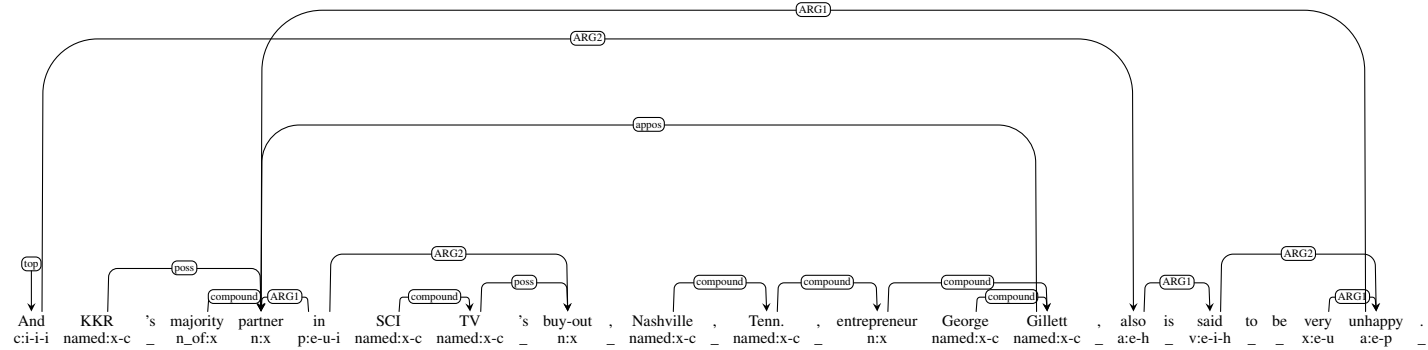 ARG1
ARG2
appos
ARG2 ARG2
top poss poss compound compound compound
compound ARG1 compound compound ARG1 ARG1
And KKR 's majority partner in SCI TV 's buy-out , Nashville , Tenn. , entrepreneur George Gillett , also is said to be very unhappy .
c:i-i-i named:x-c _ n_of:x n:x p:e-u-i named:x-c named:x-c _ n:x _ named:x-c _ named:x-c _ n:x named:x-c named:x-c _ a:e-h _ v:e-i-h _ _ x:e-u a:e-p _